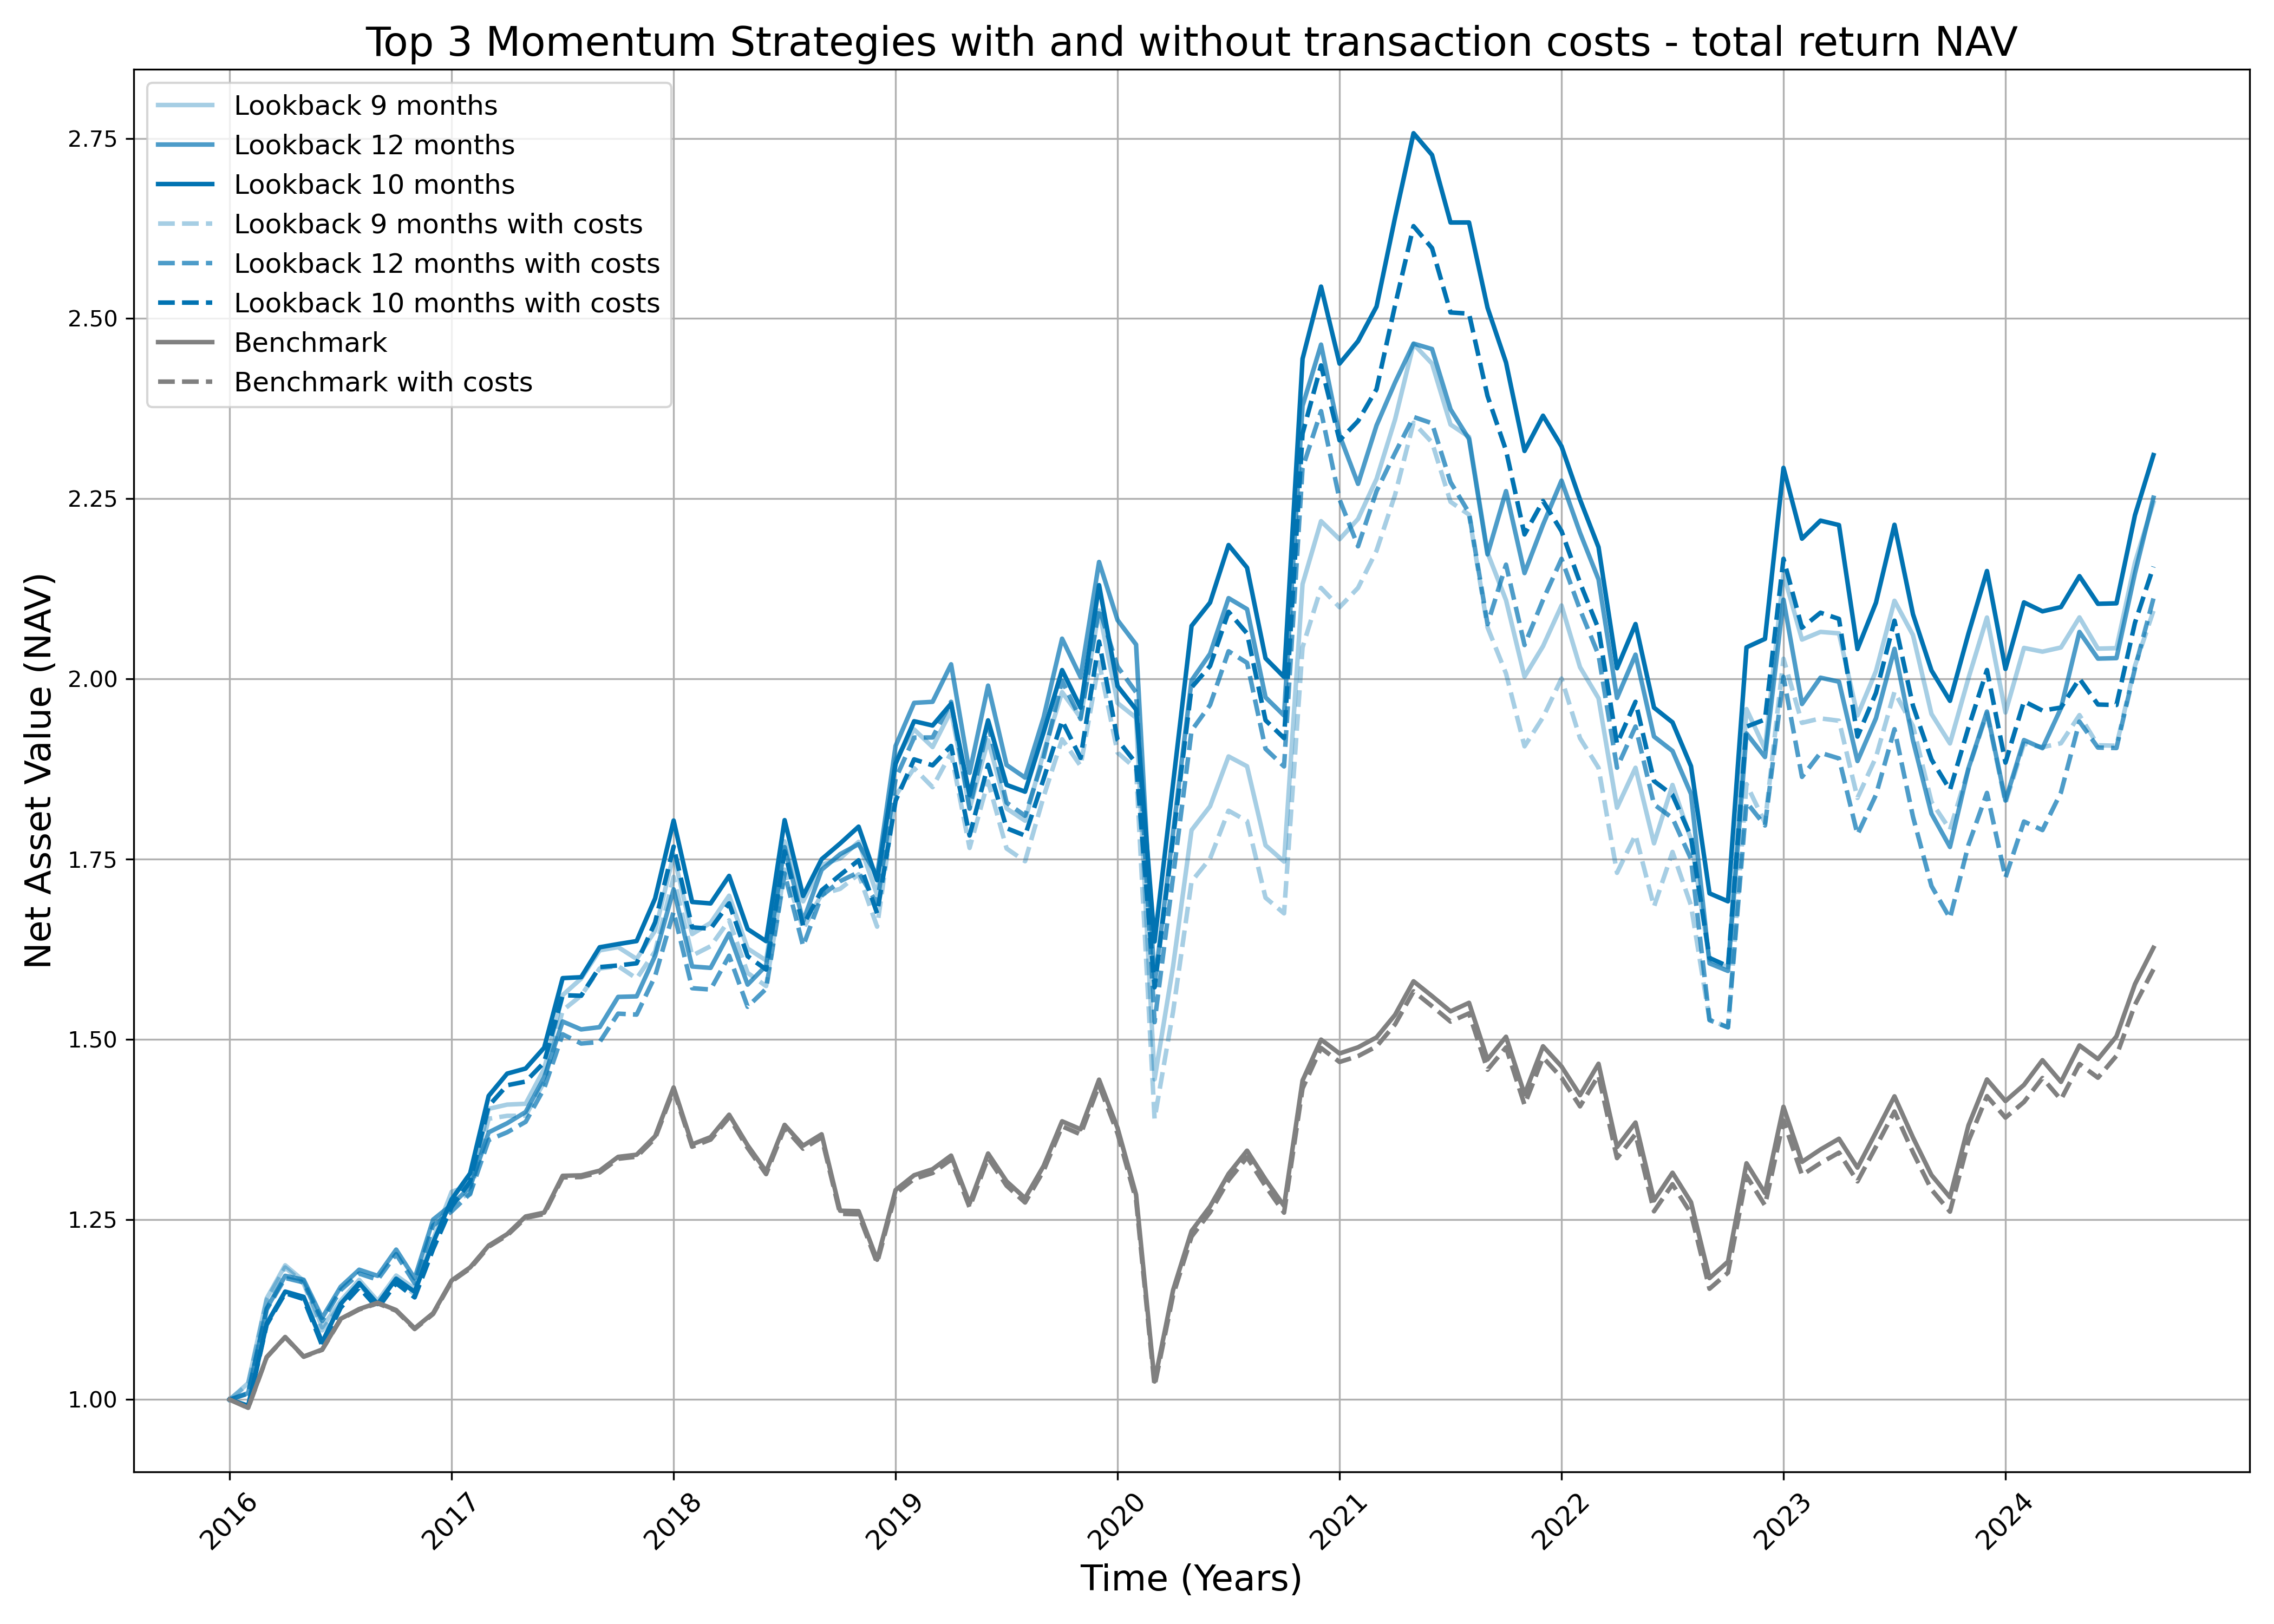 Top 3 Momentum Strategies with and without transaction costs - total return NAV
Lookback 9 months
Lookback 12 months
Lookback 10 months
Lookback 9 months with costs
Lookback 12 months with costs
Lookback 10 months with costs
Benchmark
Benchmark with costs
Net Asset Value (NAV)
2.75
2.50
2.25
2.00
1.75
1.50
1.25
1.00
2016 2017 2018 2019 2020 2021 2022 2023 2024
Time (Years)